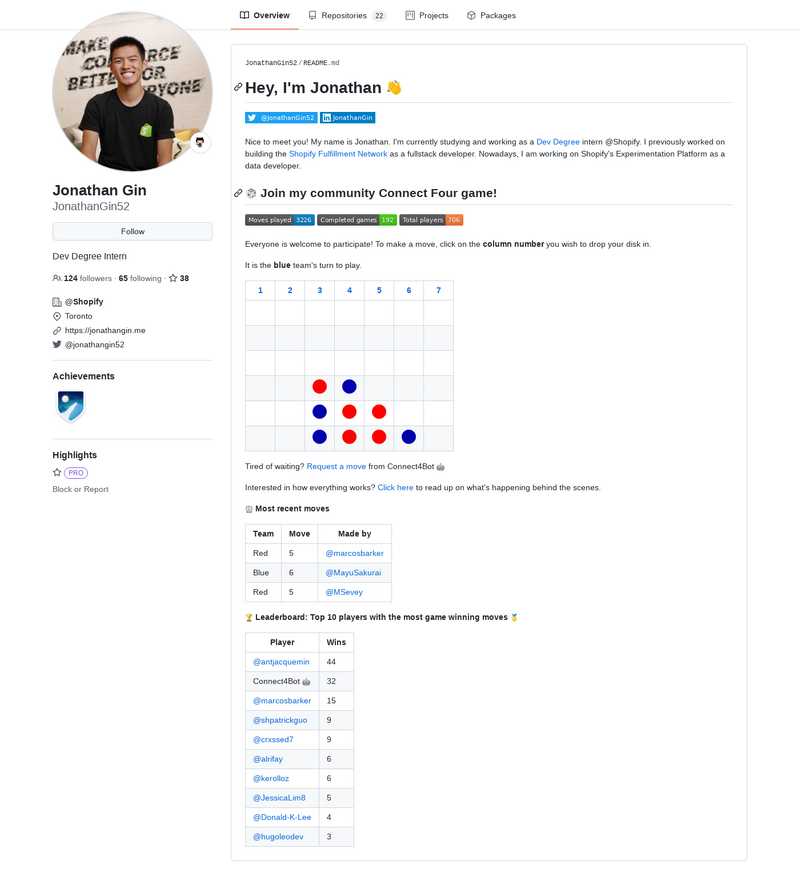 Overview
Repositories 22
Projects
Packages
MAKE
COMMERCE
BETTER FOR
EVERYONE
Jonathan Gin
JonathanGin52
Follow
Dev Degree Intern
124 followers · 65 following · 38
@Shopify
Toronto
https://jonathangin.me
@jonathangin52
Achievements
Highlights
PRO
Block or Report
JonathanGin52 / README.md
Hey, I'm Jonathan 👋
@JonathanGin52 JonathanGin
Nice to meet you! My name is Jonathan. I'm currently studying and working as a Dev Degree intern @Shopify. I previously worked on
building the Shopify Fulfillment Network as a fullstack developer. Nowadays, I am working on Shopify's Experimentation Platform as a
data developer.
🎲 Join my community Connect Four game!
Moves played 3226 Completed games 192 Total players 706
Everyone is welcome to participate! To make a move, click on the column number you wish to drop your disk in.
It is the blue team's turn to play.
1 2 3 4 5 6 7
Tired of waiting? Request a move from Connect4Bot 🤖
Interested in how everything works? Click here to read up on what's happening behind the scenes.
Most recent moves
Team Move Made by
Red 5 @marcosbarker
Blue 6 @MayuSakurai
Red 5 @MSevey
🏆 Leaderboard: Top 10 players with the most game winning moves 🏅
Player Wins
@antjacquemin 44
Connect4Bot 🤖 32
@marcosbarker 15
@shpatrickguo 9
@crxssed7 9
@alrifay 6
@kerolloz 6
@JessicaLim8 5
@Donald-K-Lee 4
@hugoleodev 3